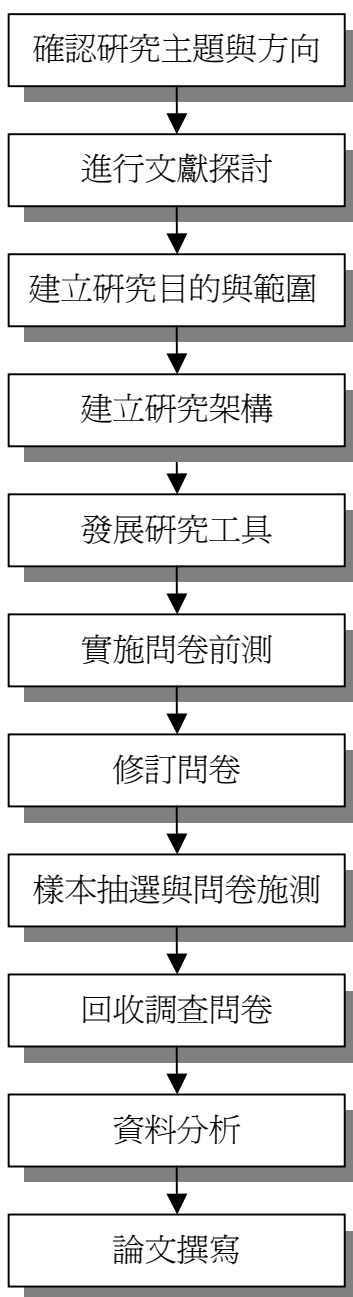 確認研究主題與方向
進行文獻探討
建立研究目的與範圍
建立研究架構
發展研究工具
實施問卷前測
修訂問卷
樣本抽選與問卷施測
回收調查問卷
資料分析
論文撰寫